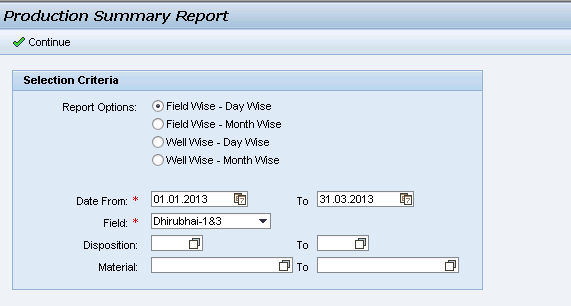 Production Summary Report
Continue
Selection Criteria
Report Options: Field Wise - Day Wise
Field Wise - Month Wise
Well Wise - Day Wise
Well Wise - Month Wise
Date From: * 01.01.2013 To 31.03.2013
Field: * Dhirubhai-1&3
Disposition: To
Material: To